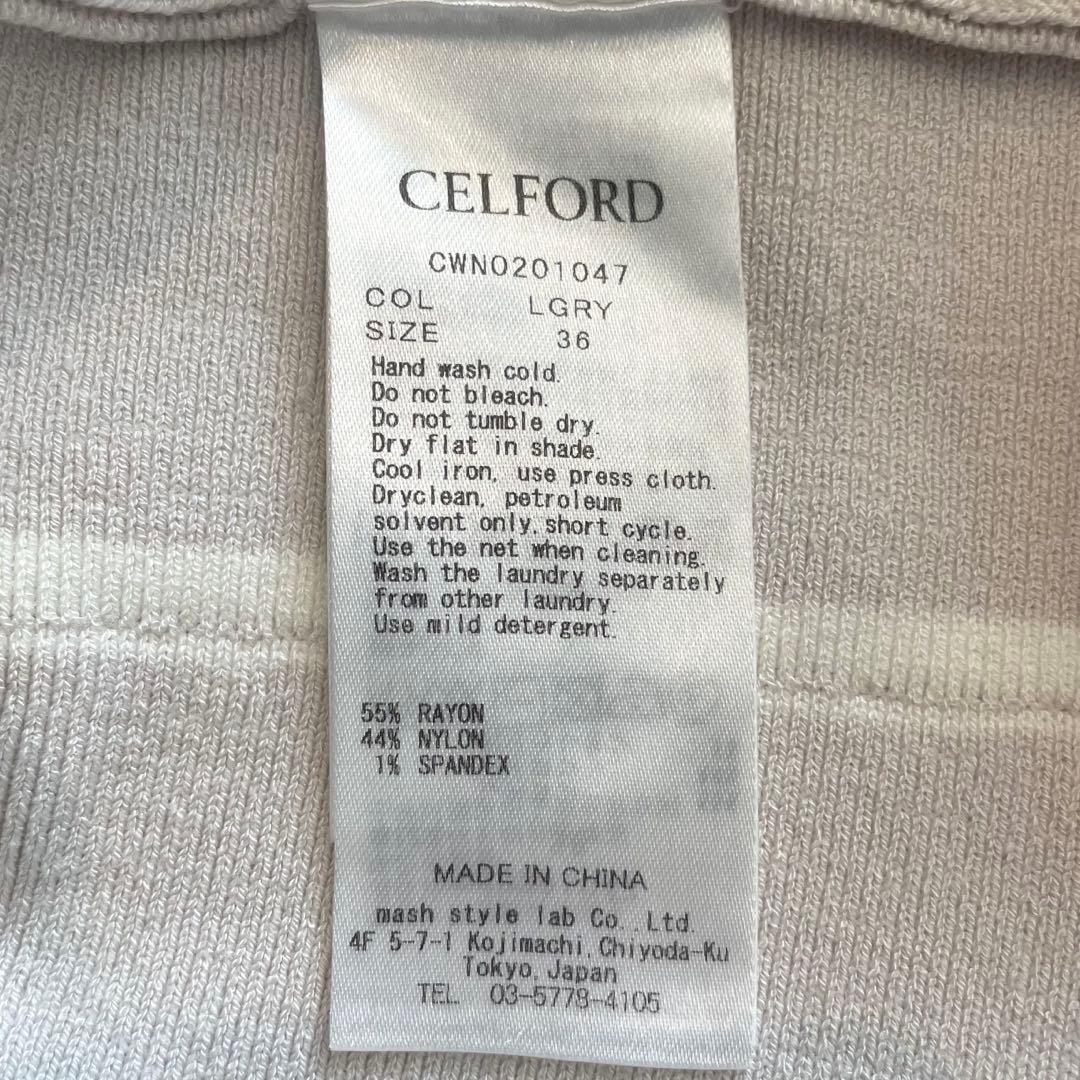 CELFORD
CWNO201047
COL LGRY
SIZE 36
Hand wash cold.
Do not bleach.
Do not tumble dry.
Dry flat in shade.
Cool iron, use press cloth.
Dryclean, petroleum
solvent only,short cycle.
Use the net when cleaning.
Wash the laundry separately
from other laundry.
Use mild detergent.
55% RAYON
44% NYLON
1% SPANDEX
MADE IN CHINA
mash style lab Co.,Ltd.
4F 5-7-1 Kojimachi,Chiyoda-Ku
Tokyo,Japan
TEL. 03-5778-4105